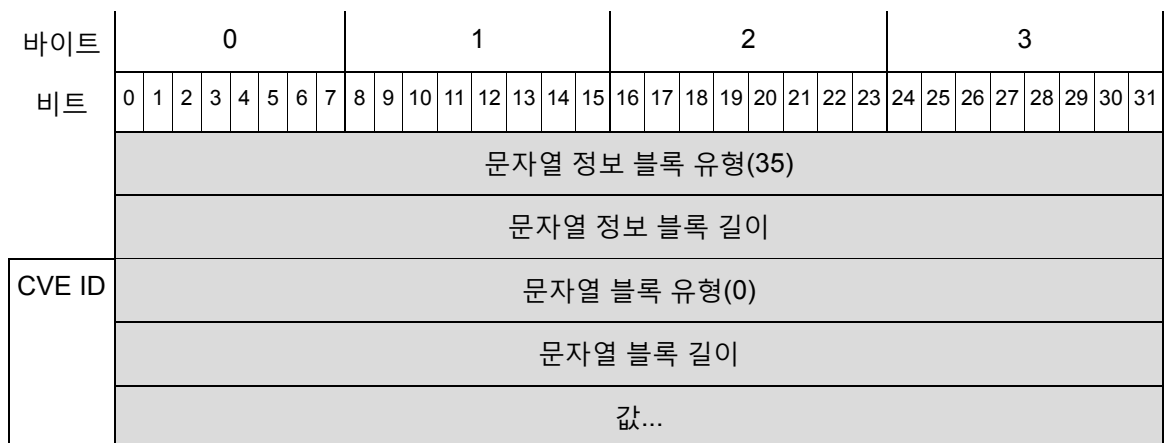 바이트 0 1 2 3
비트 0 1 2 3 4 5 6 7 8 9 10 11 12 13 14 15 16 17 18 19 20 21 22 23 24 25 26 27 28 29 30 31
문자열 정보 블록 유형(35)
문자열 정보 블록 길이
CVE ID 문자열 블록 유형(0)
문자열 블록 길이
값...